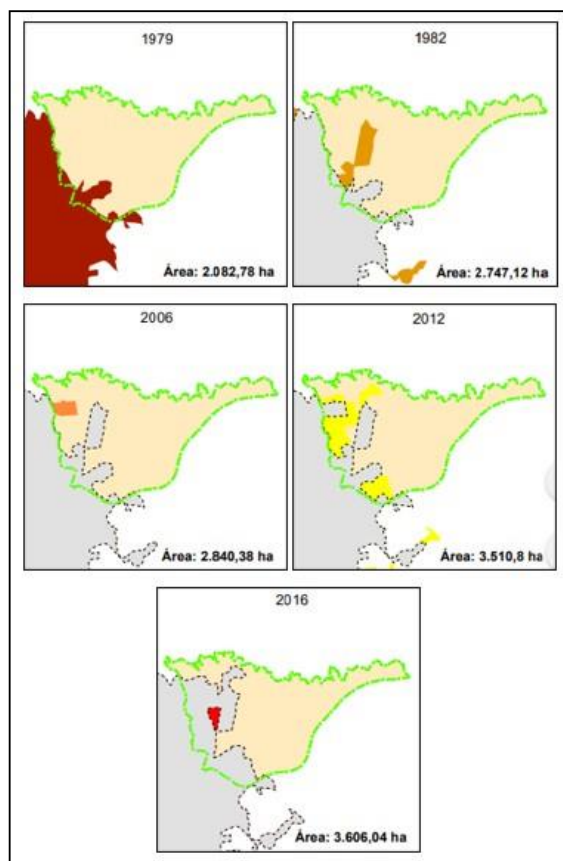 1979
Área: 2.082,78 ha
1982
Área: 2.747,12 ha
2006
Área: 2.840,38 ha
2012
Área: 3.510,8 ha
2016
Área: 3.606,04 ha